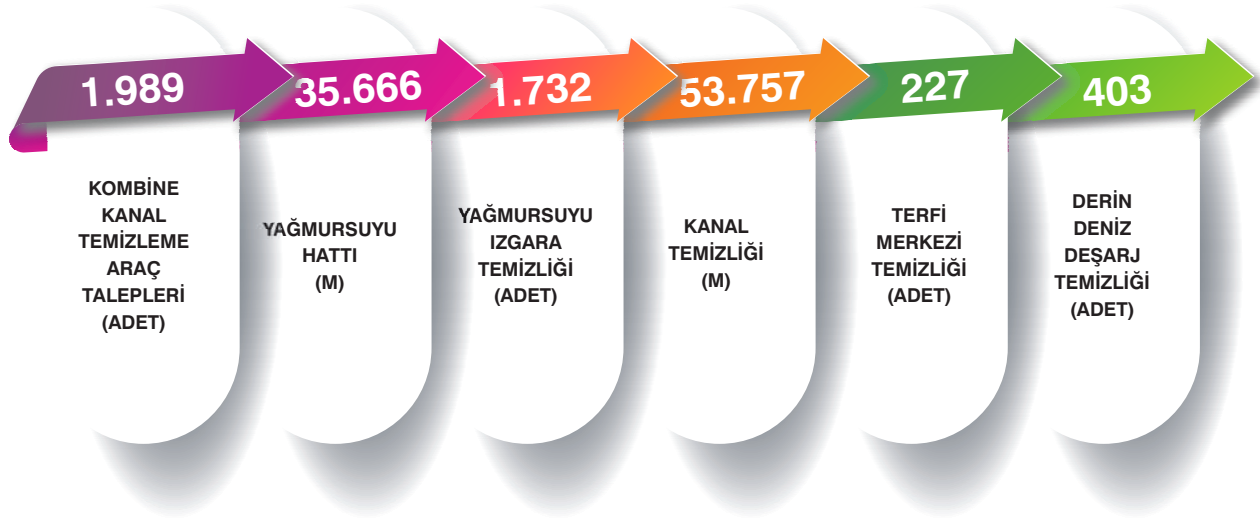 1.989
KOMBİNE
KANAL
TEMİZLEME
ARAÇ
TALEPLERİ
(ADET)
35.666
YAĞMURSUYU
HATTI
(M)
1.732
YAĞMURSUYU
IZGARA
TEMİZLİĞİ
(ADET)
53.757
KANAL
TEMİZLİĞİ
(M)
227
TERFİ
MERKEZİ
TEMİZLİĞİ
(ADET)
403
DERİN
DENİZ
DEŞARJ
TEMİZLİĞİ
(ADET)